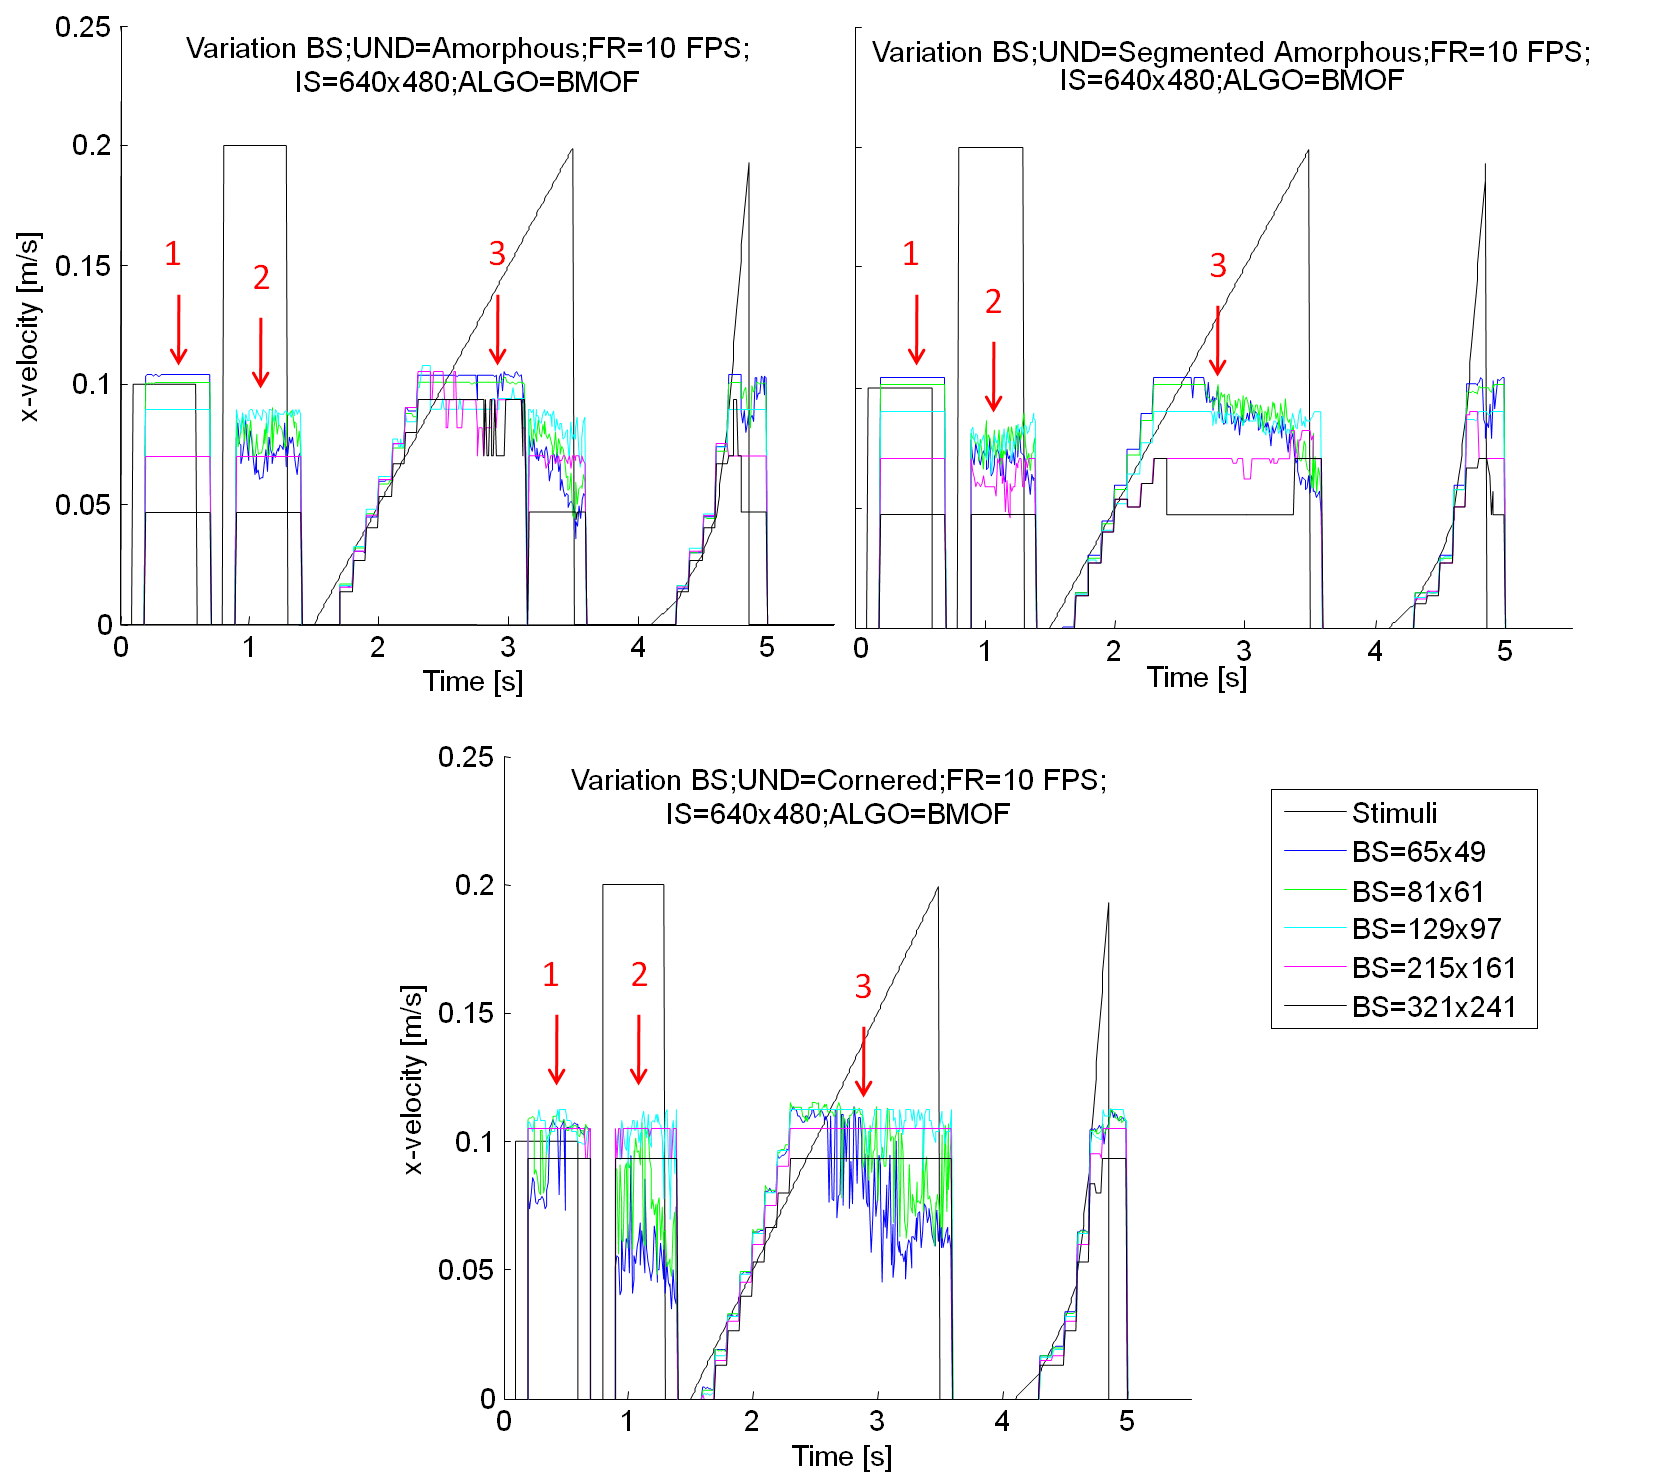 Variation BS;UND=Amorphous;FR=10 FPS;
IS=640x480;ALGO=BMOF
0.25
0.2
0.15
0.1
0.05
0
x-velocity [m/s]
1
2
3
0 1 2 3 4 5
Time [s]
Variation BS;UND=Segmented Amorphous;FR=10 FPS;
IS=640x480;ALGO=BMOF
1
2
3
0 1 2 3 4 5
Time [s]
Variation BS;UND=Cornered;FR=10 FPS;
IS=640x480;ALGO=BMOF
0.25
0.2
0.15
0.1
0.05
0
x-velocity [m/s]
1
2
3
0 1 2 3 4 5
Time [s]
Stimuli
BS=65x49
BS=81x61
BS=129x97
BS=215x161
BS=321x241